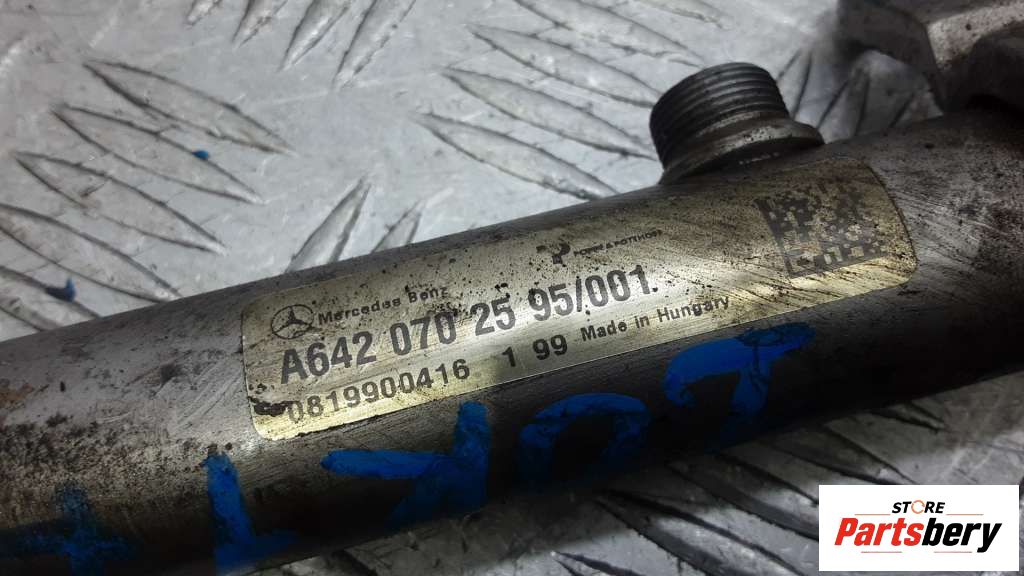 Mercedes Benz
A642 070 25 95/001.
0819900416 1 99 Made in Hungary
STORE
Partsbery